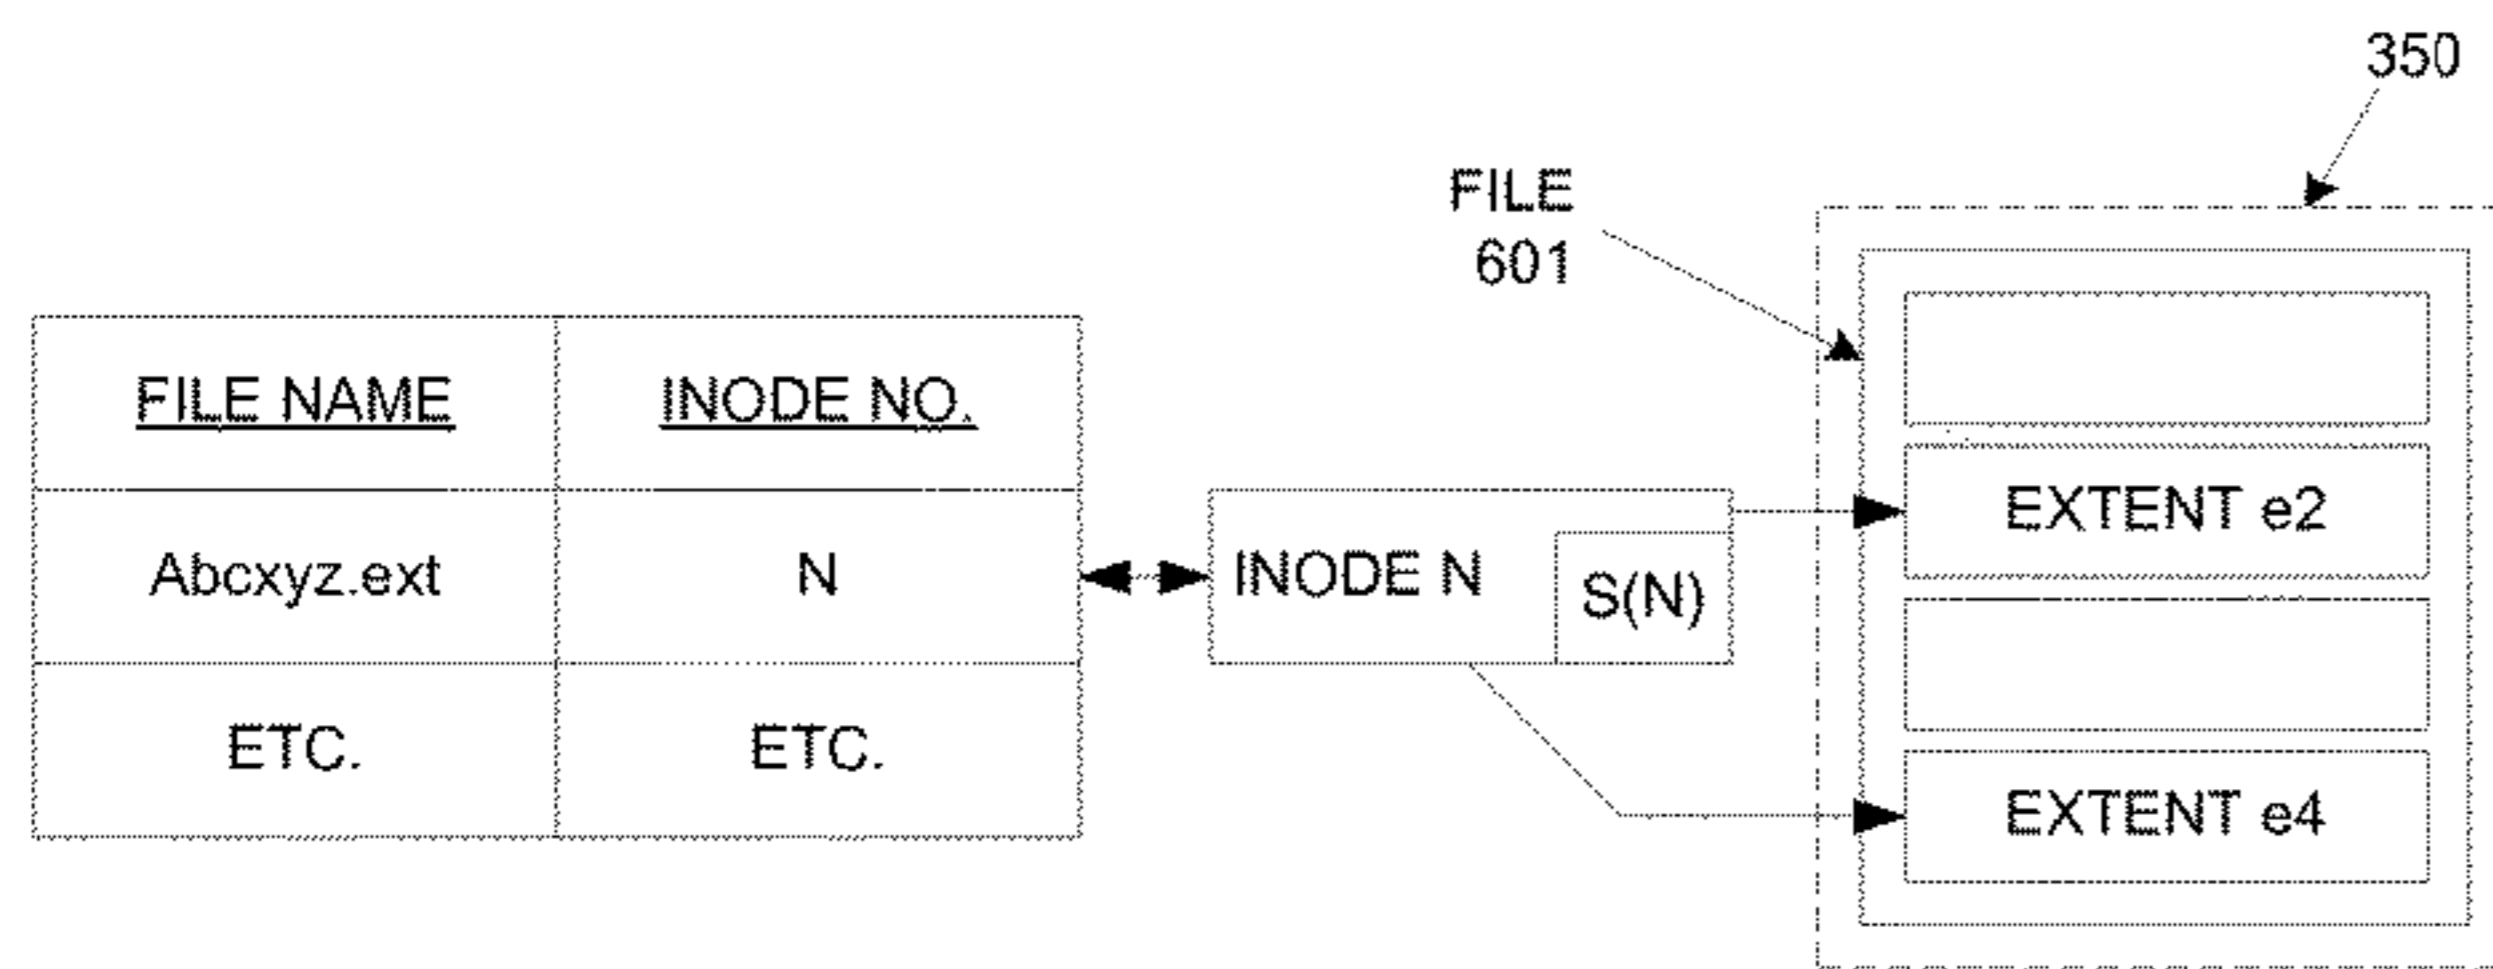 350
FILE
601
FILE NAME INODE NO.
Abcxyz.ext N
ETC. ETC.
INODE N S(N)
EXTENT e2
EXTENT e4